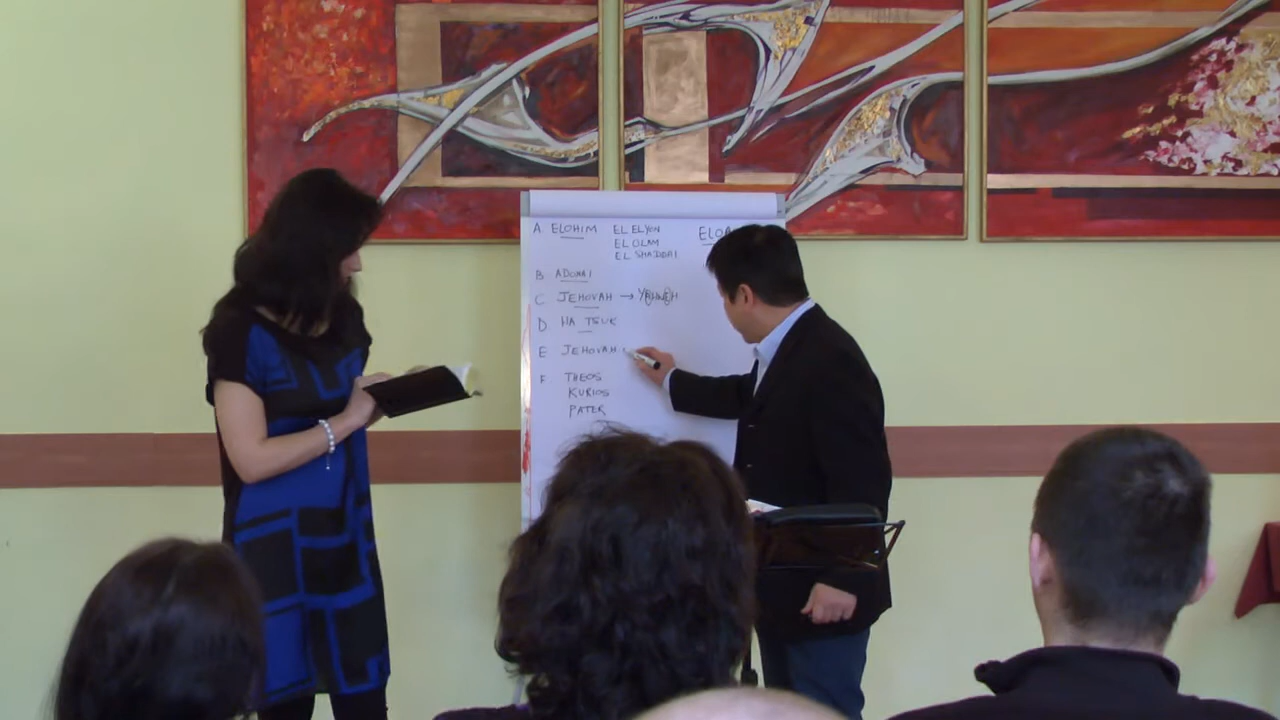 A ELOHIM EL ELYON
EL OLAM
EL SHADDAI
B ADONAI
C JEHOVAH → YAHWEH
D HA TSUR
E JEHOVAH
F THEOS
KURIOS
PATER